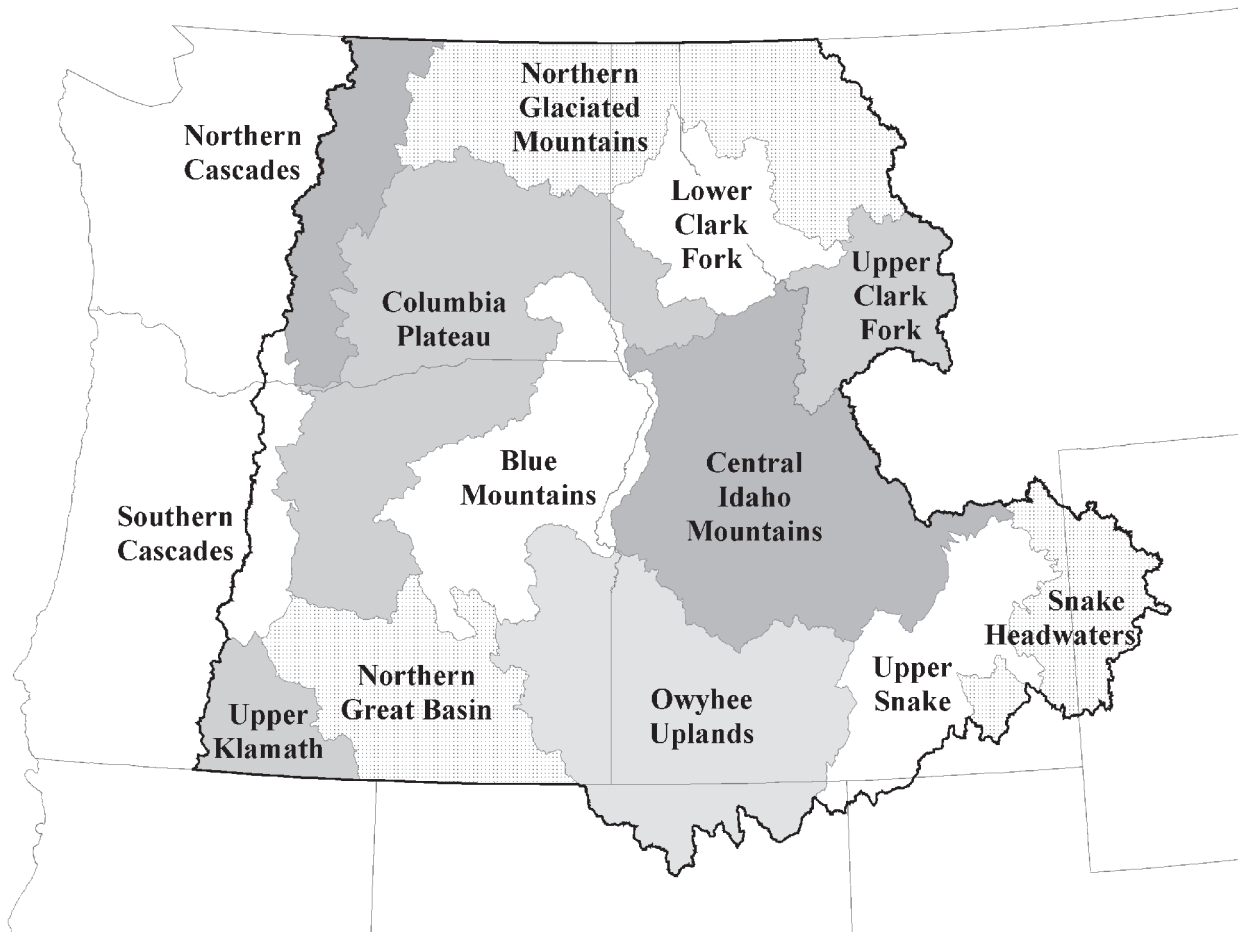 Northern
Glaciated
Mountains
Northern
Cascades
Lower
Clark
Fork
Upper
Clark
Fork
Columbia
Plateau
Blue
Mountains
Central
Idaho
Mountains
Southern
Cascades
Snake
Headwaters
Northern
Great Basin
Upper
Snake
Owyhee
Uplands
Upper
Klamath